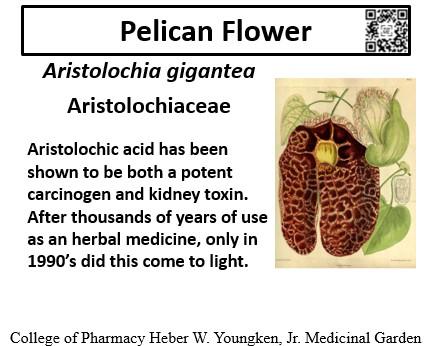 Pelican Flower
Aristolochia gigantea
Aristolochiaceae
Aristolochic acid has been
shown to be both a potent
carcinogen and kidney toxin.
After thousands of years of use
as an herbal medicine, only in
1990’s did this come to light.
College of Pharmacy Heber W. Youngken, Jr. Medicinal Garden